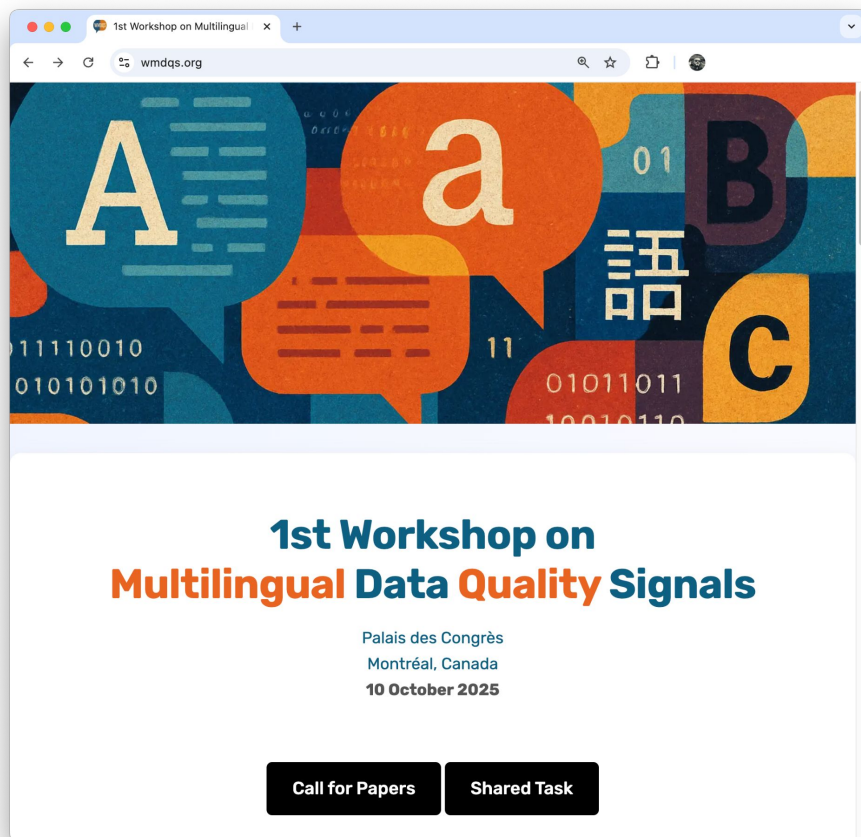 1st Workshop on Multilingual
wmdqs.org
A
a
B
01
語
C
11110010
11
010101010
01011011
10010110
1st Workshop on
Multilingual Data Quality Signals
Palais des Congrès
Montréal, Canada
10 October 2025
Call for Papers
Shared Task